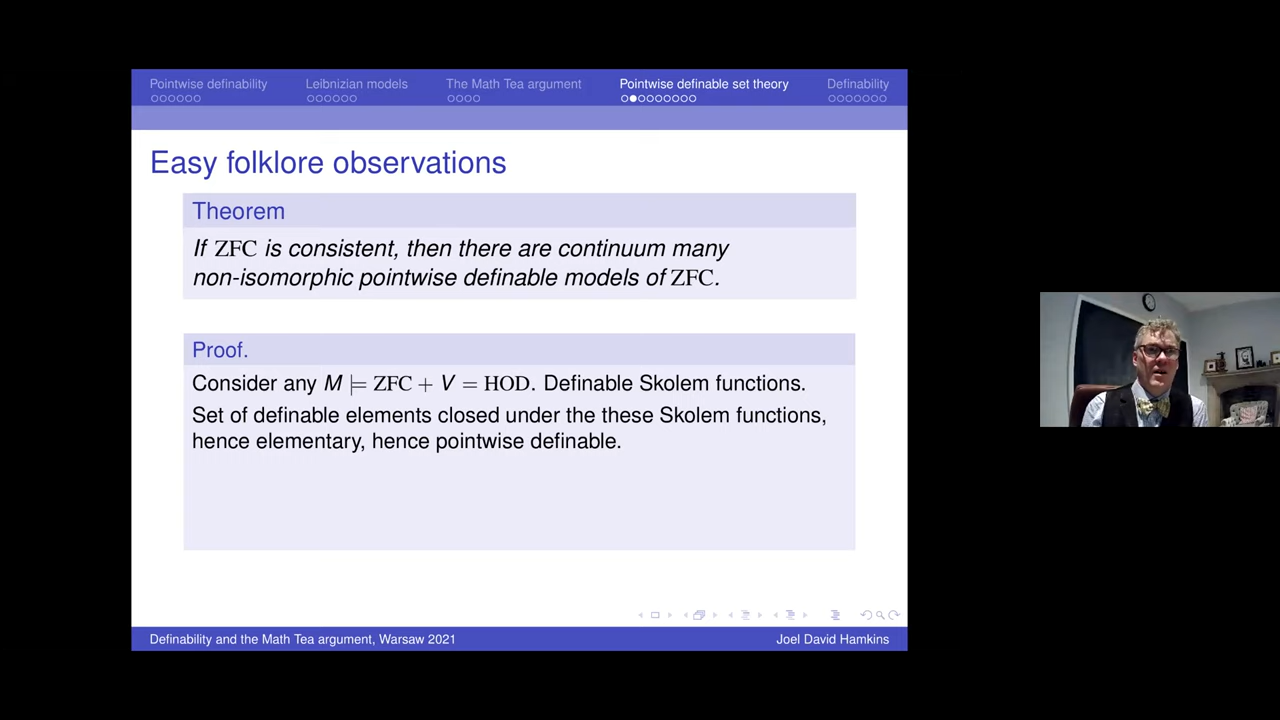 Pointwise definability Leibnizian models The Math Tea argument Pointwise definable set theory Definability
Easy folklore observations
Theorem
If ZFC is consistent, then there are continuum many
non-isomorphic pointwise definable models of ZFC.
Proof.
Consider any M ⊨ ZFC + V = HOD. Definable Skolem functions.
Set of definable elements closed under the these Skolem functions,
hence elementary, hence pointwise definable.
Definability and the Math Tea argument, Warsaw 2021 Joel David Hamkins